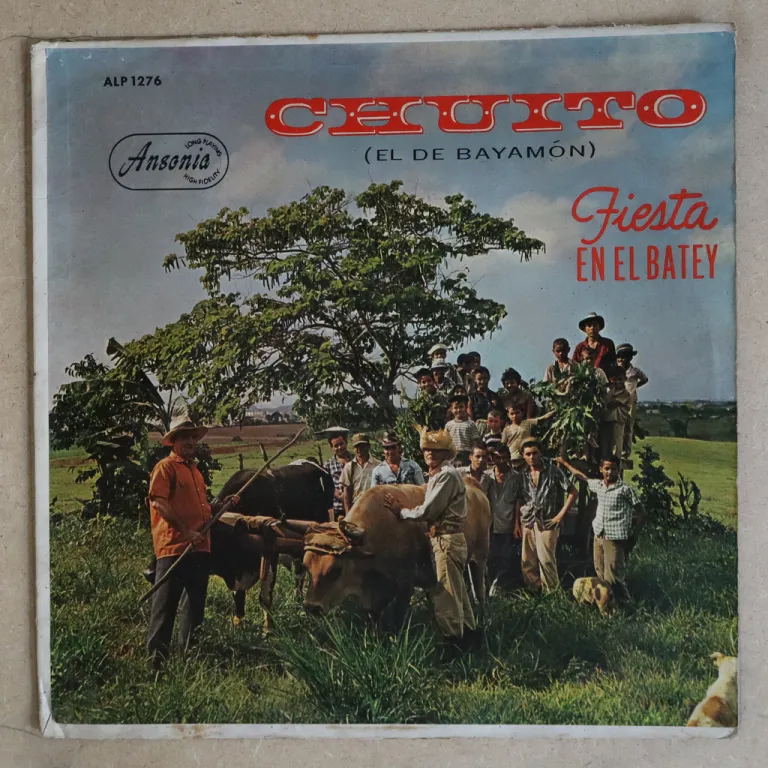 ALP 1276
CHUITO
(EL DE BAYAMÓN)
Ansonia
LONG PLAYING
HIGH FIDELITY
Fiesta
EN EL BATEY